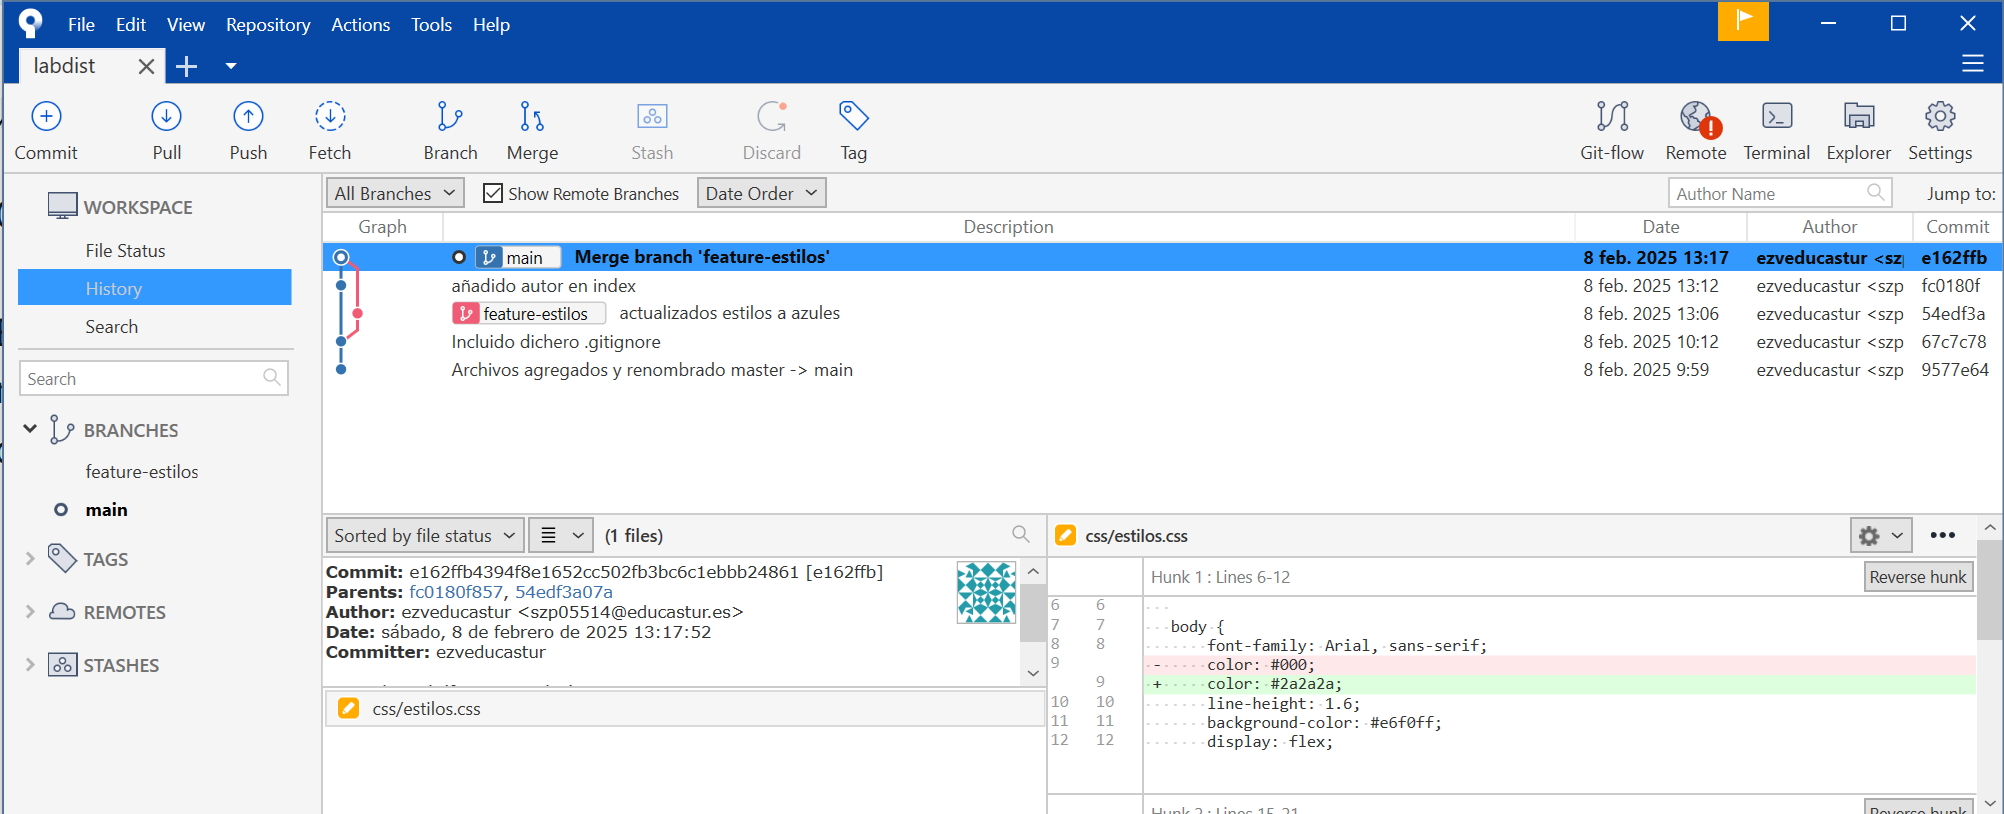 File Edit View Repository Actions Tools Help
labdist
Commit Pull Push Fetch Branch Merge Stash Discard Tag Git-flow Remote Terminal Explorer Settings
WORKSPACE
File Status
History
Search
Search
BRANCHES
feature-estilos
main
TAGS
REMOTES
STASHES
All Branches Show Remote Branches Date Order Author Name Jump to:
Graph Description Date Author Commit
main Merge branch 'feature-estilos' 8 feb. 2025 13:17 ezveducastur <sz e162ffb
añadido autor en index 8 feb. 2025 13:12 ezveducastur <szp fc0180f
feature-estilos actualizados estilos a azules 8 feb. 2025 13:06 ezveducastur <szp 54edf3a
Incluido dichero .gitignore 8 feb. 2025 10:12 ezveducastur <szp 67c7c78
Archivos agregados y renombrado master -> main 8 feb. 2025 9:59 ezveducastur <szp 9577e64
Sorted by file status (1 files)
Commit: e162ffb4394f8e1652cc502fb3bc6c1ebbb24861 [e162ffb]
Parents: fc0180f857, 54edf3a07a
Author: ezveducastur <szp05514@educastur.es>
Date: sábado, 8 de febrero de 2025 13:17:52
Committer: ezveducastur
css/estilos.css
css/estilos.css
Hunk 1 : Lines 6-12 Reverse hunk
6 6
7 7 body {
8 8 font-family: Arial, sans-serif;
9 - color: #000;
9 + color: #2a2a2a;
10 10 line-height: 1.6;
11 11 background-color: #e6f0ff;
12 12 display: flex;
Hunk 2 : Lines 15-21 Reverse hunk